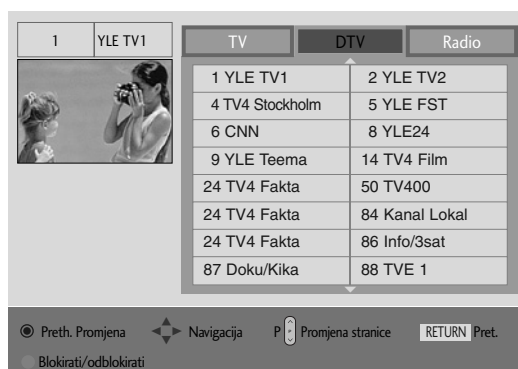 1 YLE TV1
TV DTV Radio
1 YLE TV1 2 YLE TV2
4 TV4 Stockholm 5 YLE FST
6 CNN 8 YLE24
9 YLE Teema 14 TV4 Film
24 TV4 Fakta 50 TV400
24 TV4 Fakta 84 Kanal Lokal
24 TV4 Fakta 86 Info/3sat
87 Doku/Kika 88 TVE 1
Preth. Promjena Navigacija P Promjena stranice RETURN Pret.
Blokirati/odblokirati